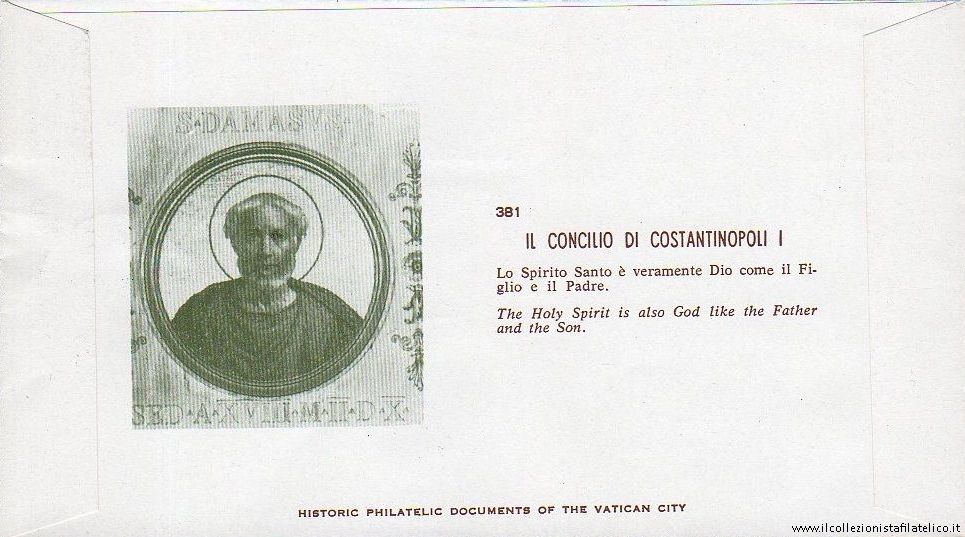 S·DAMASVS·
SED·A·XVIII·M·II·D·X·
381
IL CONCILIO DI COSTANTINOPOLI I
Lo Spirito Santo è veramente Dio come il Fi-
glio e il Padre.
The Holy Spirit is also God like the Father
and the Son.
HISTORIC PHILATELIC DOCUMENTS OF THE VATICAN CITY
www.ilcollezionistafilatelico.it